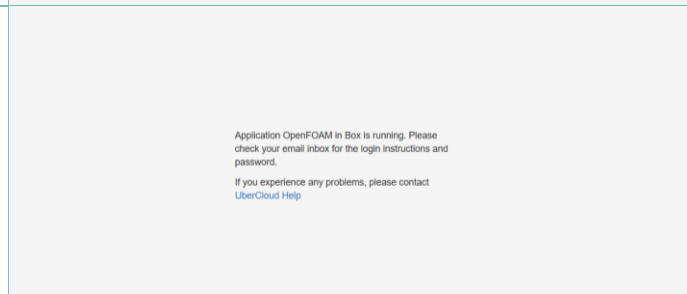 Application OpenFOAM in Box is running. Please
check your email inbox for the login instructions and
password.
If you experience any problems, please contact
UberCloud Help